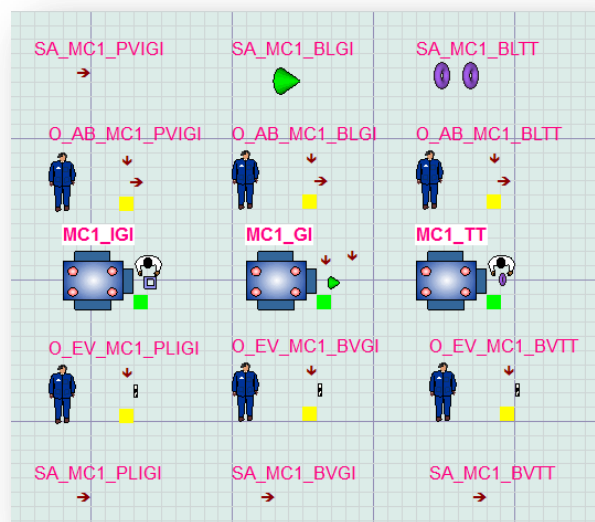 SA_MC1_PVIGI SA_MC1_BLGI SA_MC1_BLTT
O_AB_MC1_PVIGI O_AB_MC1_BLGI O_AB_MC1_BLTT
MC1_IGI MC1_GI MC1_TT
O_EV_MC1_PLIGI O_EV_MC1_BVGI O_EV_MC1_BVTT
SA_MC1_PLIGI SA_MC1_BVGI SA_MC1_BVTT